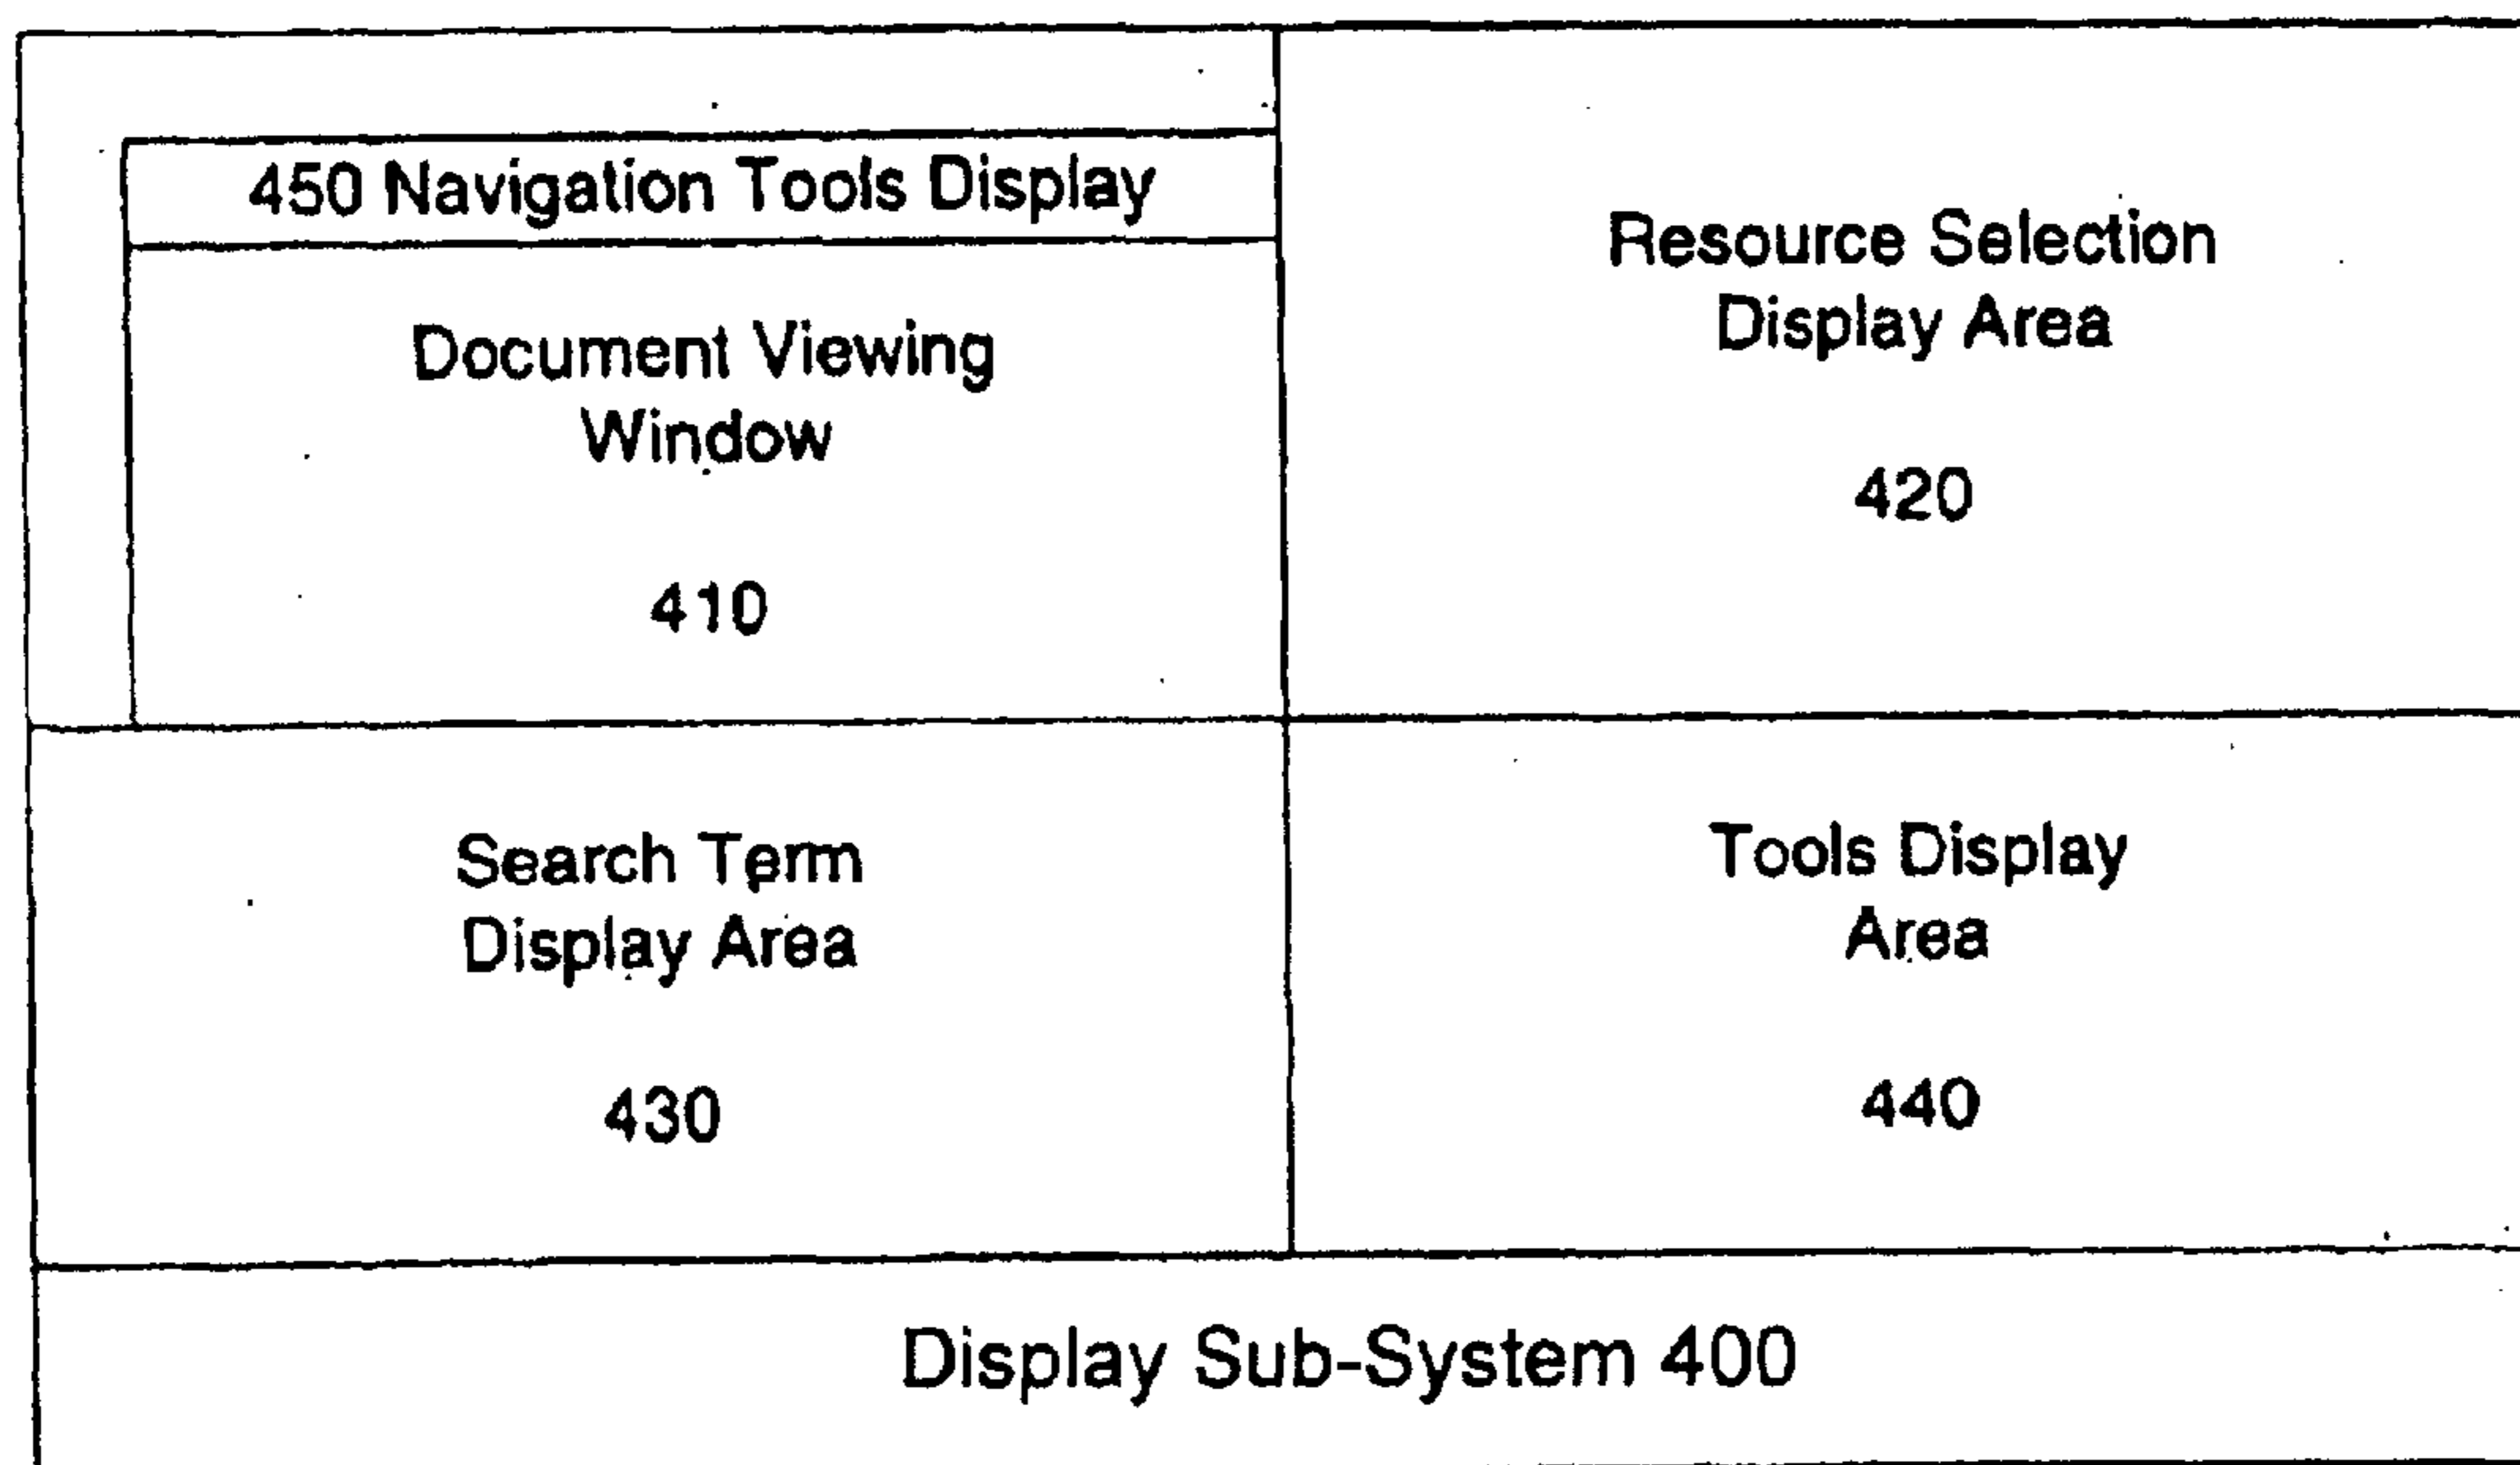 450 Navigation Tools Display
Document Viewing
Window
410
Resource Selection
Display Area
420
Search Term
Display Area
430
Tools Display
Area
440
Display Sub-System 400